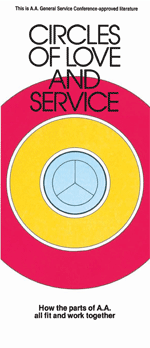 This is A.A. General Service Conference-approved literature
CIRCLES
OF LOVE
AND
SERVICE
How the parts of A.A.
all fit and work together